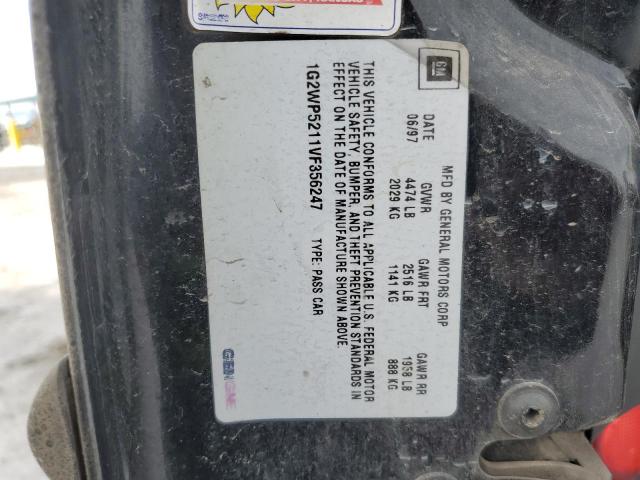 GM
MFD BY GENERAL MOTORS CORP
DATE GVWR GAWR FRT GAWR RR
06/97 4474 LB 2516 LB 1958 LB
2029 KG 1141 KG 888 KG
THIS VEHICLE CONFORMS TO ALL APPLICABLE U.S. FEDERAL MOTOR
VEHICLE SAFETY, BUMPER, AND THEFT PREVENTION STANDARDS IN
EFFECT ON THE DATE OF MANUFACTURE SHOWN ABOVE.
1G2WP5211VF356247 TYPE: PASS CAR